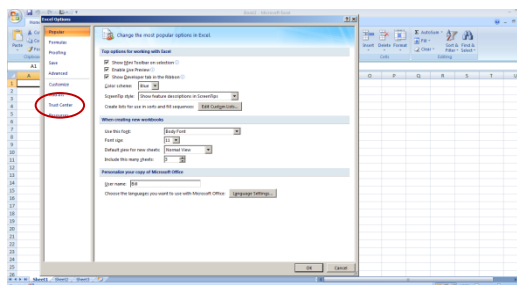 Book1 - Microsoft Excel
Excel Options
Popular
Formulas
Proofing
Save
Advanced
Customize
Trust Center
Resources
Change the most popular options in Excel.
Top options for working with Excel
Show Mini Toolbar on selection
Enable Live Preview
Show Developer tab in the Ribbon
Color scheme: Blue
ScreenTip style: Show feature descriptions in ScreenTips
Create lists for use in sorts and fill sequences: Edit Custom Lists...
When creating new workbooks
Use this font: Body Font
Font size: 11
Default view for new sheets: Normal View
Include this many sheets: 3
Personalize your copy of Microsoft Office
User name: Bill
Choose the languages you want to use with Microsoft Office: Language Settings...
OK Cancel
Paste
A1
A
Insert Delete Format
Cells
AutoSum
Fill
Clear
Sort & Find &
Filter Select
Editing
O P Q R S T U
1
2
3
4
5
6
7
8
9
10
11
12
13
14
15
16
17
18
19
20
21
22
23
24
25
26
Sheet1 Sheet2 Sheet3